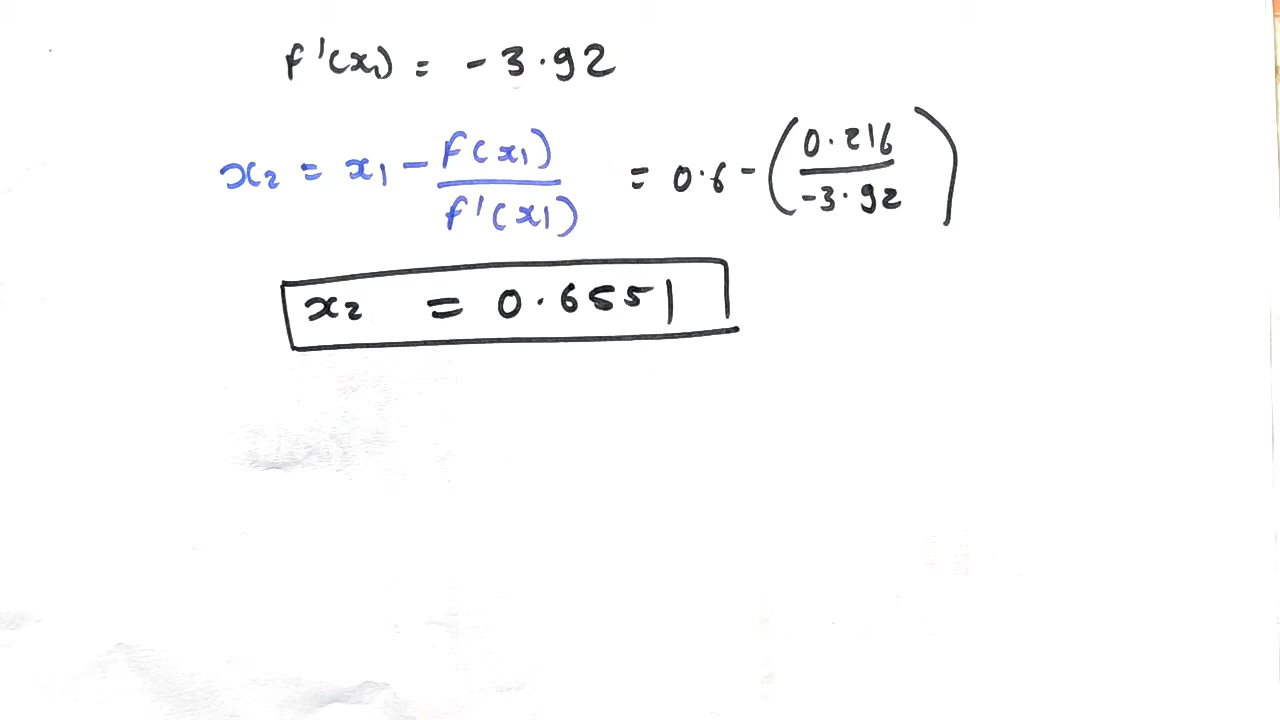 f'(x₁) = -3.92
x₂ = x₁ - f(x₁)/f'(x₁) = 0.6 - (0.216/-3.92)
x₂ = 0.6551